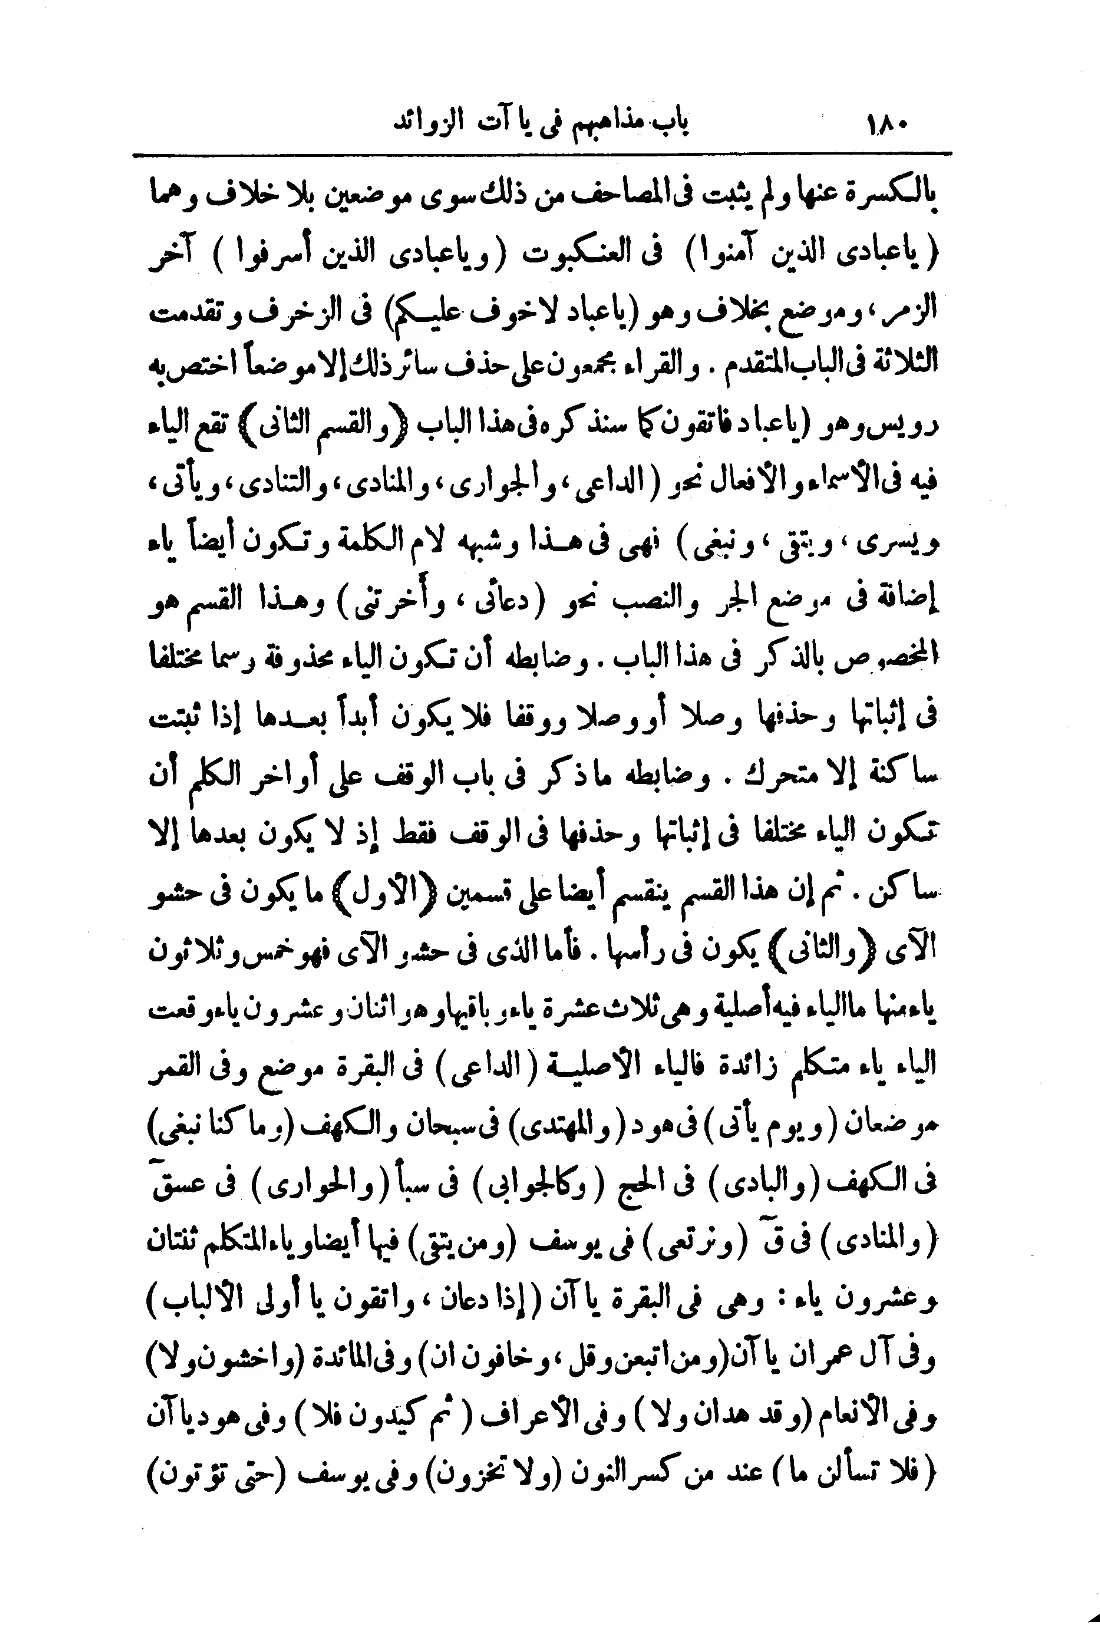 ١٨٠ باب مذاهبهم فى ياآت الزوائد
بالكسرة عنها ولم يثبت فى المصاحف من ذلك سوى موضعين بلا خلاف وهما
( ياعبادى الذين آمنوا ) فى العنكبوت ( وياعبادى الذين أسرفوا ) آخر
الزمر ، وموضع بخلاف وهو (ياعباد لاخوف عليكم) فى الزخرف وتقدمت
الثلاثة فى الباب المتقدم . والقراء مجمعون على حذف سائر ذلك إلا موضعاً اختص به
رويس وهو (ياعباد فاتقون كما سنذكره فى هذا الباب (والقسم الثانى) تقع الياء
فيه فى الأسماء والأفعال نحو ( الداعى ، والجوارى ، والمنادى ، والتنادى ، ويأتى ،
ويسرى ، ويتقى ، ونبغى ) فهى فى هذا وشبهه لام الكلمة وتكون أيضاً ياء
إضافة فى موضع الجر والنصب نحو ( دعائى ، وأخرتنى ) وهذا القسم هو
المخصوص بالذكر فى هذا الباب . وضابطه أن تكون الياء محذوفة رسما مختلفا
فى إثباتها وحذفها وصلا أو وصلا ووقفا فلا يكون أبداً بعدها إذا ثبتت
ساكنة إلا متحرك . وضابطه ماذكر فى باب الوقف على أواخر الكلم أن
تكون الياء مختلفا فى إثباتها وحذفها فى الوقف فقط إذ لا يكون بعدها إلا
ساكن . ثم إن هذا القسم ينقسم أيضا على قسمين (الأول) ما يكون فى حشو
الآى (والثانى) يكون فى رأسها . فأما الذى فى حشو الآى فهو خمس وثلاثون
ياء منها ما الياء فيه أصلية وهى ثلاث عشرة ياء وباقيها وهو اثنان وعشرون ياء وقعت
الياء ياء متكلم زائدة فالياء الأصلية ( الداعى ) فى البقرة موضع وفى القمر
موضعان ( ويوم يأتى ) فى هود ( والمهتدى ) فى سبحان والكهف (وما كنا نبغى)
فى الكهف ( والبادى ) فى الحج ( وكالجوابى ) فى سبأ ( والجوارى ) فى عسقٓ
( والمنادى ) فى قٓ ( ونرتعى ) فى يوسف (ومن يتقى) فيها أيضا وياء المتكلم ثنتان
وعشرون ياء : وهى فى البقرة يا آن (إذا دعان ، واتقون يا أولى الألباب)
وفى آل عمران يا آن (ومن اتبعن وقل ، وخافون ان) وفى المائدة (واخشون ولا)
وفى الأنعام (وقد هدان ولا) وفى الأعراف ( ثم كيدون فلا ) وفى هود يا آن
( فلا تسألن ما ) عند من كسر النون (ولا تخزون) وفى يوسف (حتى تؤتون)